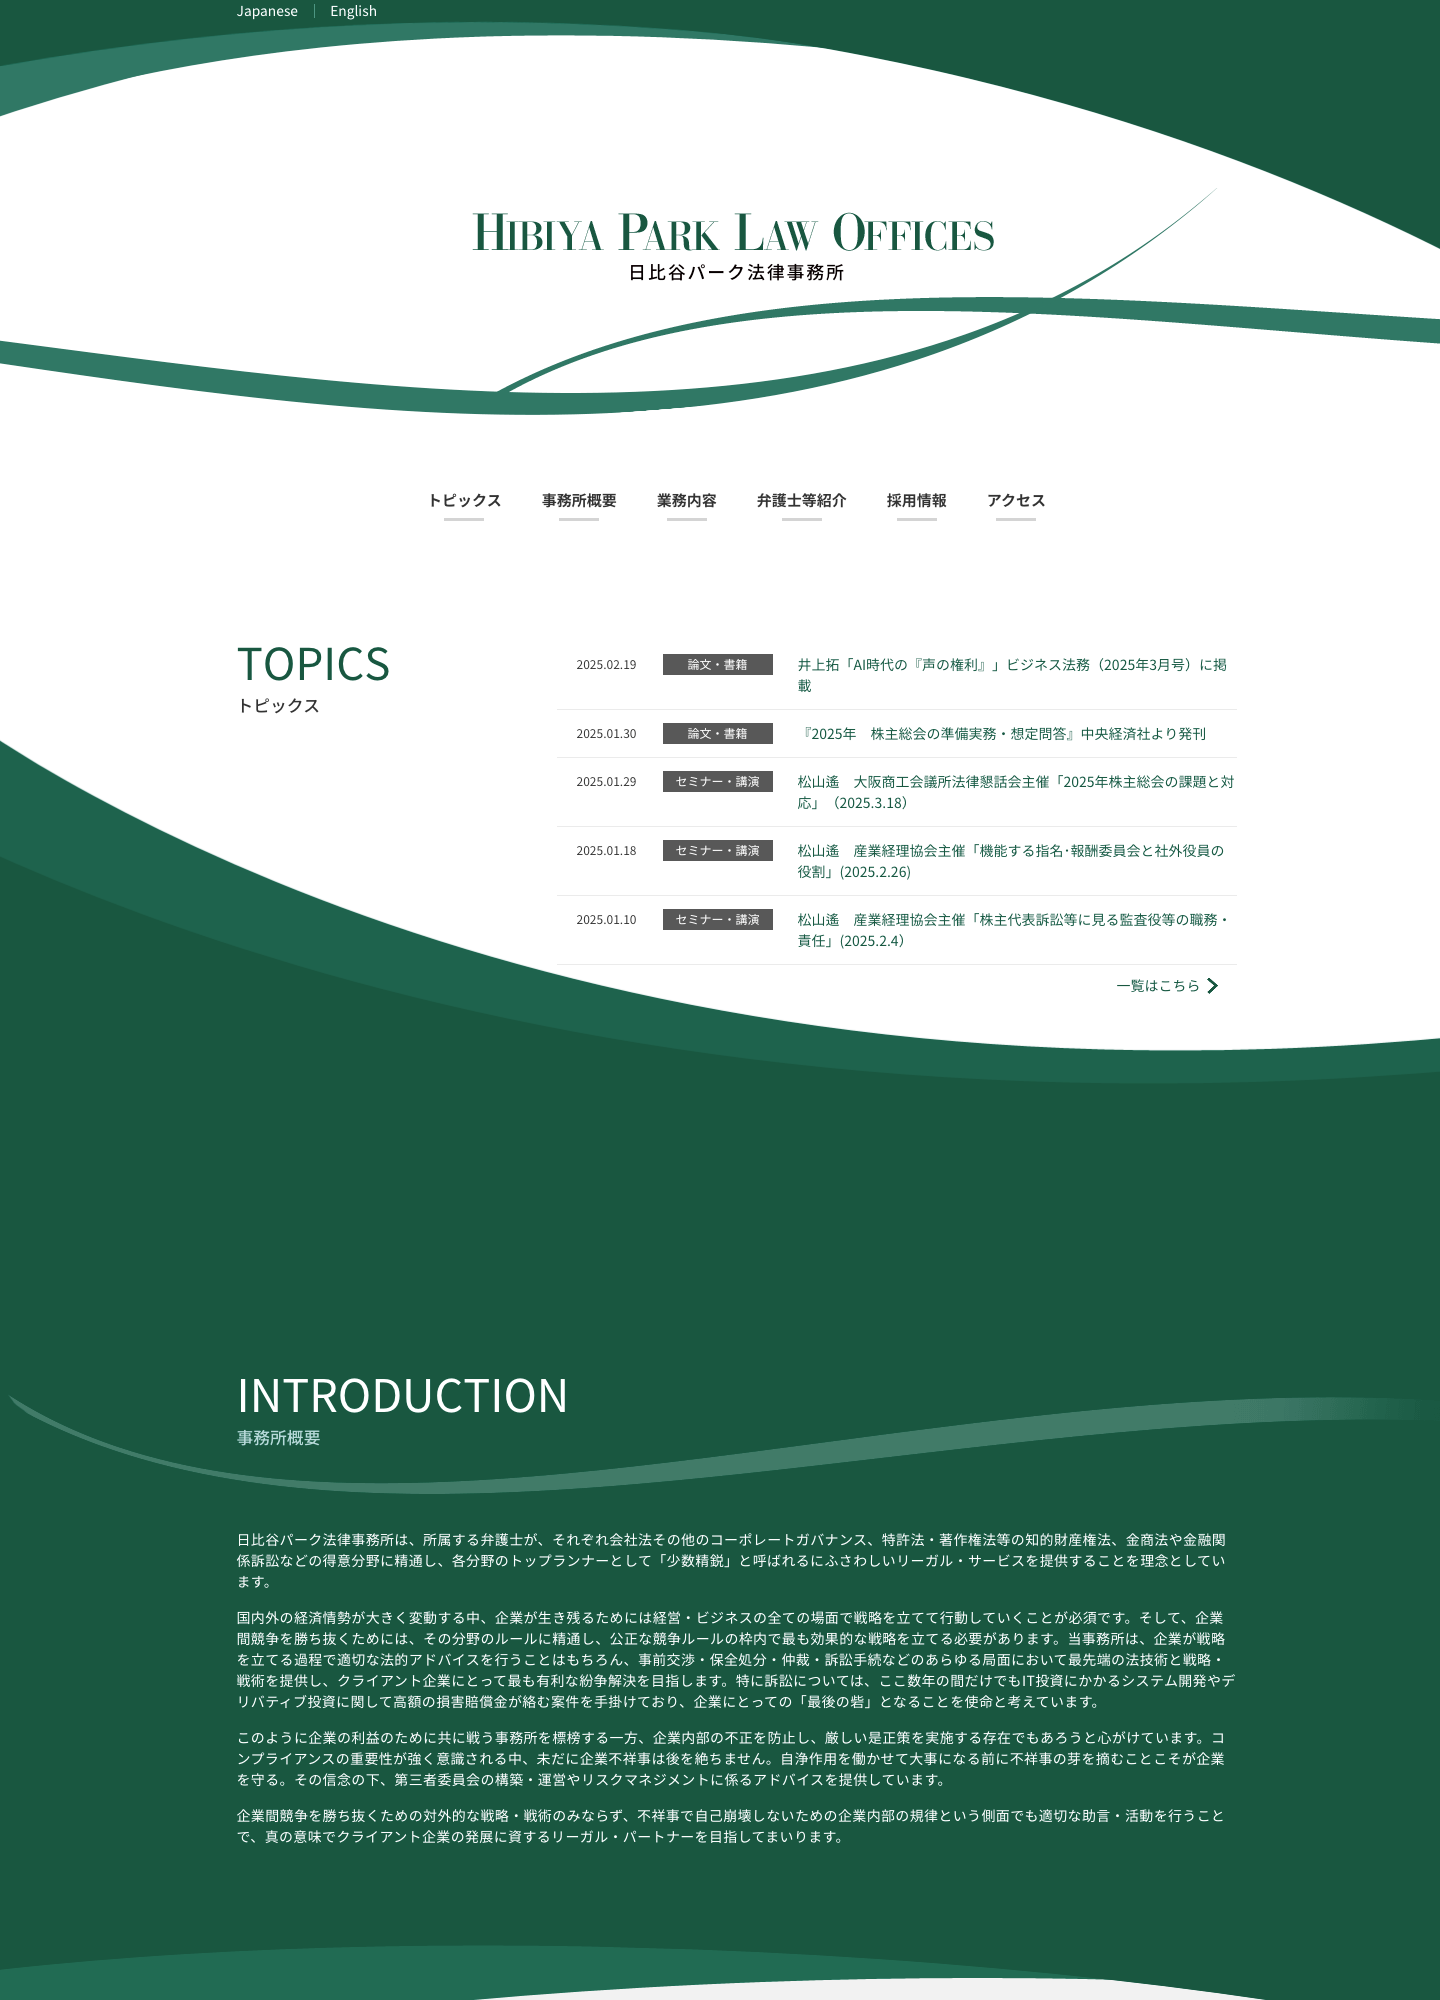 Japanese
English
HIBIYA PARK LAW OFFICES
日比谷パーク法律事務所
トピックス
事務所概要
業務内容
弁護士等紹介
採用情報
アクセス
TOPICS
トピックス
2025.02.19
論文・書籍
井上拓「AI時代の『声の権利』」ビジネス法務（2025年3月号）に掲
載
2025.01.30
論文・書籍
『2025年　株主総会の準備実務・想定問答』中央経済社より発刊
2025.01.29
セミナー・講演
松山遙　大阪商工会議所法律懇話会主催「2025年株主総会の課題と対
応」（2025.3.18）
2025.01.18
セミナー・講演
松山遙　産業経理協会主催「機能する指名･報酬委員会と社外役員の
役割」(2025.2.26)
2025.01.10
セミナー・講演
松山遙　産業経理協会主催「株主代表訴訟等に見る監査役等の職務・
責任」(2025.2.4）
一覧はこちら
INTRODUCTION
事務所概要
日比谷パーク法律事務所は、所属する弁護士が、それぞれ会社法その他のコーポレートガバナンス、特許法・著作権法等の知的財産権法、金商法や金融関
係訴訟などの得意分野に精通し、各分野のトップランナーとして「少数精鋭」と呼ばれるにふさわしいリーガル・サービスを提供することを理念としてい
ます。
国内外の経済情勢が大きく変動する中、企業が生き残るためには経営・ビジネスの全ての場面で戦略を立てて行動していくことが必須です。そして、企業
間競争を勝ち抜くためには、その分野のルールに精通し、公正な競争ルールの枠内で最も効果的な戦略を立てる必要があります。当事務所は、企業が戦略
を立てる過程で適切な法的アドバイスを行うことはもちろん、事前交渉・保全処分・仲裁・訴訟手続などのあらゆる局面において最先端の法技術と戦略・
戦術を提供し、クライアント企業にとって最も有利な紛争解決を目指します。特に訴訟については、ここ数年の間だけでもIT投資にかかるシステム開発やデ
リバティブ投資に関して高額の損害賠償金が絡む案件を手掛けており、企業にとっての「最後の砦」となることを使命と考えています。
このように企業の利益のために共に戦う事務所を標榜する一方、企業内部の不正を防止し、厳しい是正策を実施する存在でもあろうと心がけています。コ
ンプライアンスの重要性が強く意識される中、未だに企業不祥事は後を絶ちません。自浄作用を働かせて大事になる前に不祥事の芽を摘むことこそが企業
を守る。その信念の下、第三者委員会の構築・運営やリスクマネジメントに係るアドバイスを提供しています。
企業間競争を勝ち抜くための対外的な戦略・戦術のみならず、不祥事で自己崩壊しないための企業内部の規律という側面でも適切な助言・活動を行うこと
で、真の意味でクライアント企業の発展に資するリーガル・パートナーを目指してまいります。